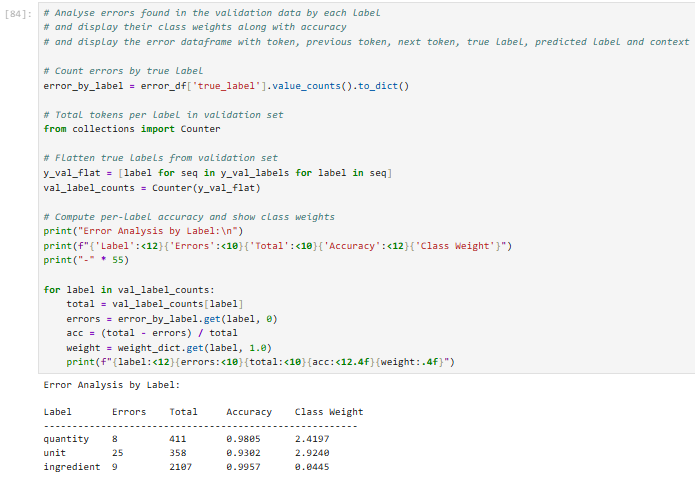 [84]: # Analyse errors found in the validation data by each label
# and display their class weights along with accuracy
# and display the error dataframe with token, previous token, next token, true label, predicted label and context
# Count errors by true label
error_by_label = error_df['true_label'].value_counts().to_dict()
# Total tokens per label in validation set
from collections import Counter
# Flatten true labels from validation set
y_val_flat = [label for seq in y_val_labels for label in seq]
val_label_counts = Counter(y_val_flat)
# Compute per-label accuracy and show class weights
print("Error Analysis by Label:\n")
print(f"{'Label':<12}{'Errors':<10}{'Total':<10}{'Accuracy':<12}{'Class Weight'}")
print("-" * 55)
for label in val_label_counts:
    total = val_label_counts[label]
    errors = error_by_label.get(label, 0)
    acc = (total - errors) / total
    weight = weight_dict.get(label, 1.0)
    print(f"{label:<12}{errors:<10}{total:<10}{acc:<12.4f}{weight:.4f}")
Error Analysis by Label:
Label       Errors    Total     Accuracy    Class Weight
-------------------------------------------------------
quantity    8         411       0.9805      2.4197
unit        25        358       0.9302      2.9240
ingredient  9         2107      0.9957      0.0445